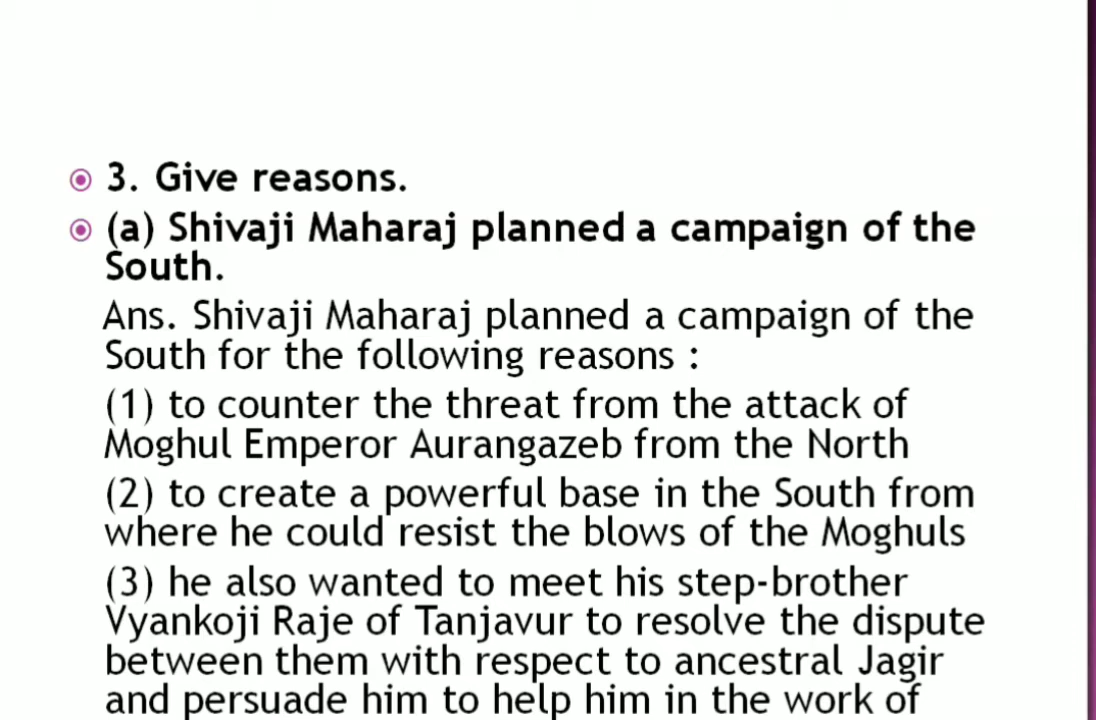 3. Give reasons.
(a) Shivaji Maharaj planned a campaign of the
South.
Ans. Shivaji Maharaj planned a campaign of the
South for the following reasons :
(1) to counter the threat from the attack of
Moghul Emperor Aurangazeb from the North
(2) to create a powerful base in the South from
where he could resist the blows of the Moghuls
(3) he also wanted to meet his step-brother
Vyankoji Raje of Tanjavur to resolve the dispute
between them with respect to ancestral Jagir
and persuade him to help him in the work of